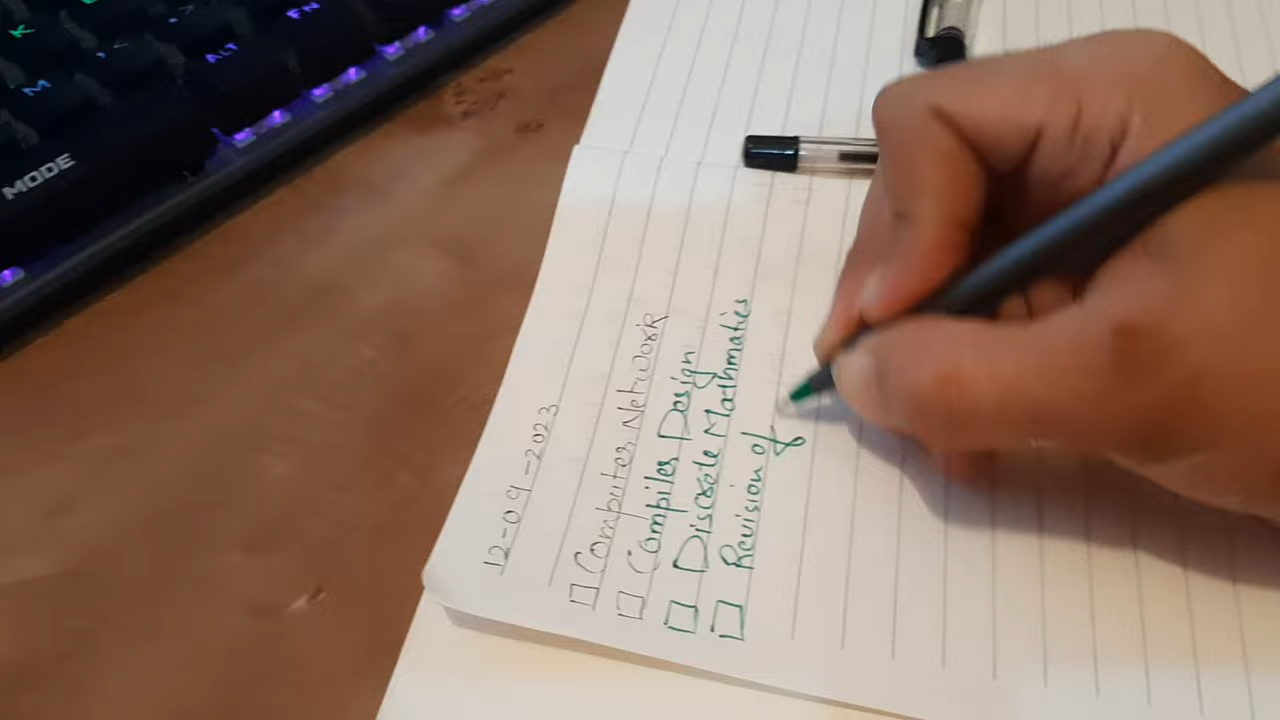 K
M
ALT
FN
MODE
12-09-2023
Computer Network
Compiler Design
Discrete Mathmatics
Revision of